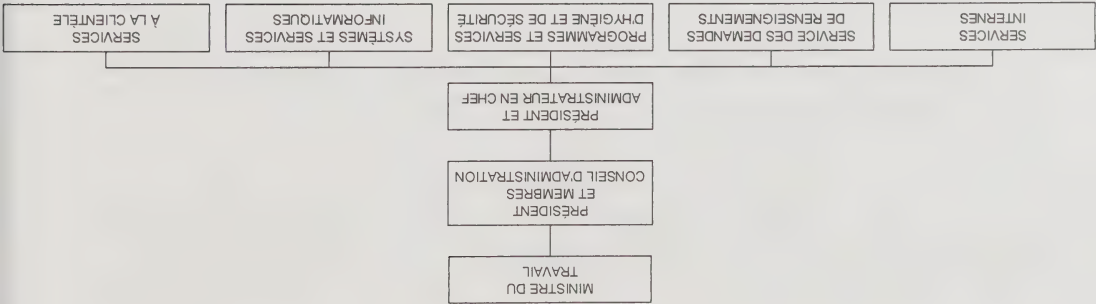 MINISTRE DU
TRAVAIL
PRÉSIDENT
ET MEMBRES
CONSEIL D'ADMINISTRATION
PRÉSIDENT ET
ADMINISTRATEUR EN CHEF
SERVICES
INTERNES
SERVICE DES DEMANDES
DE RENSEIGNEMENTS
PROGRAMMES ET SERVICES
D'HYGIÈNE ET DE SÉCURITÉ
SYSTÈMES ET SERVICES
INFORMATIQUES
SERVICES
À LA CLIENTÈLE